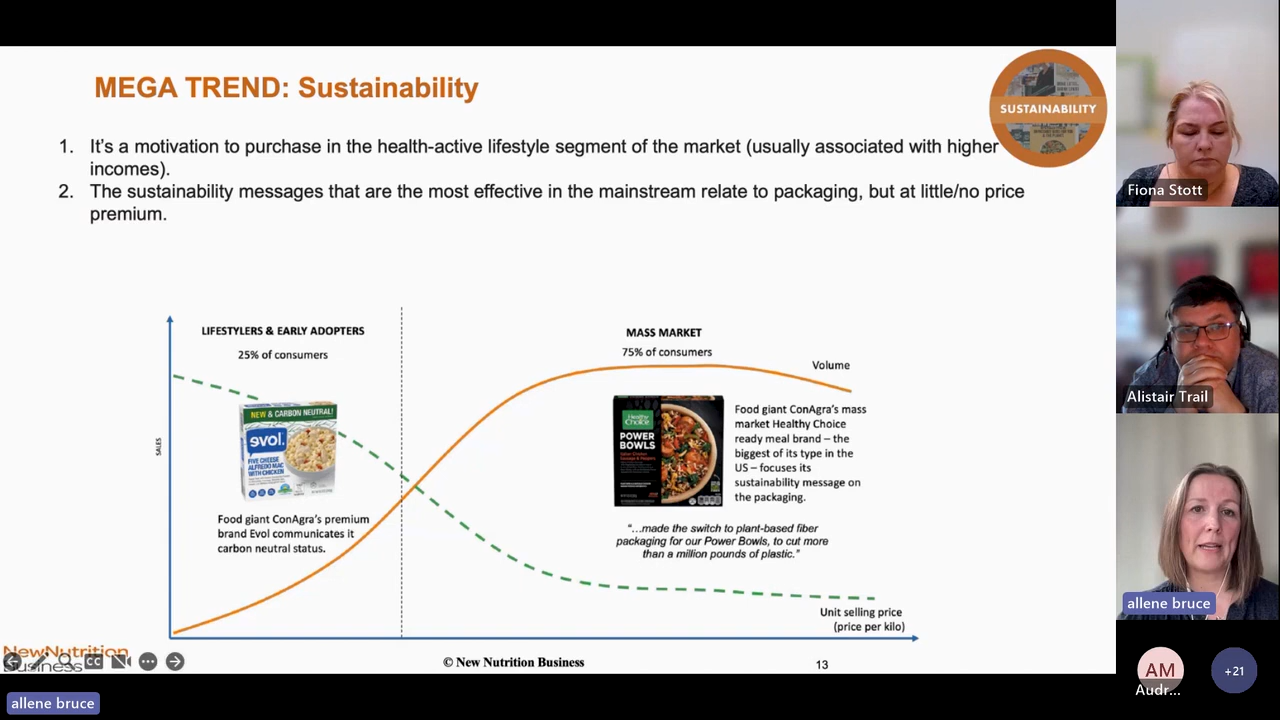 MEGA TREND: Sustainability
SUSTAINABILITY
1. It's a motivation to purchase in the health-active lifestyle segment of the market (usually associated with higher
incomes).
2. The sustainability messages that are the most effective in the mainstream relate to packaging, but at little/no price
premium.
LIFESTYLERS & EARLY ADOPTERS
25% of consumers
MASS MARKET
75% of consumers
Volume
SALES
NEW & CARBON NEUTRAL!
evol.
FIVE CHEESE
ALFREDO MAC
WITH CHICKEN
Food giant ConAgra's premium
brand Evol communicates it
carbon neutral status.
Healthy
Choice
POWER
BOWLS
Food giant ConAgra's mass
market Healthy Choice
ready meal brand – the
biggest of its type in the
US – focuses its
sustainability message on
the packaging.
"…made the switch to plant-based fiber
packaging for our Power Bowls, to cut more
than a million pounds of plastic."
Unit selling price
(price per kilo)
NewNutrition
Business
CC
© New Nutrition Business
13
allene bruce
Fiona Stott
Alistair Trail
allene bruce
AM
Audr...
+21